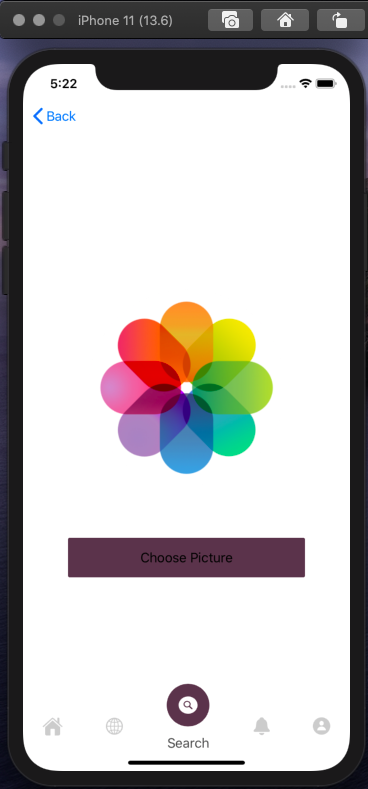 iPhone 11 (13.6)
5:22
Back
Choose Picture
Search